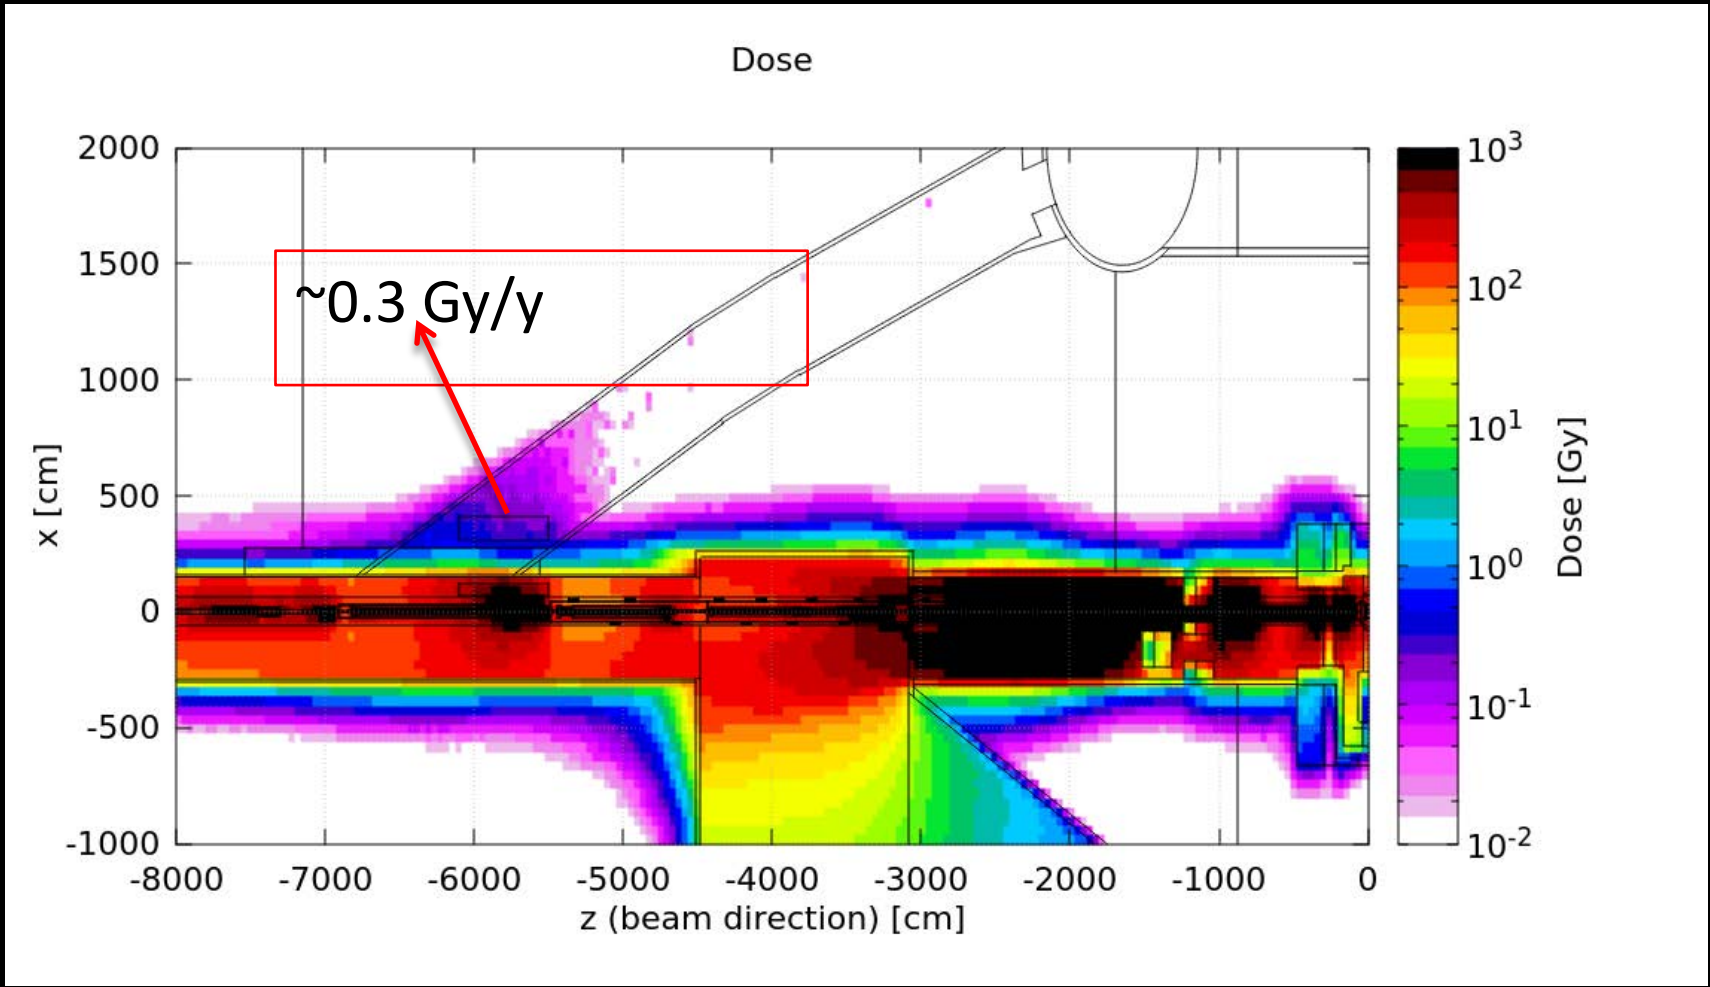 Dose
2000
1500
1000
500
0
-500
-1000
x [cm]
~0.3 Gy/y
-8000 -7000 -6000 -5000 -4000 -3000 -2000 -1000 0
z (beam direction) [cm]
10³
10²
10¹
10⁰
10⁻¹
10⁻²
Dose [Gy]